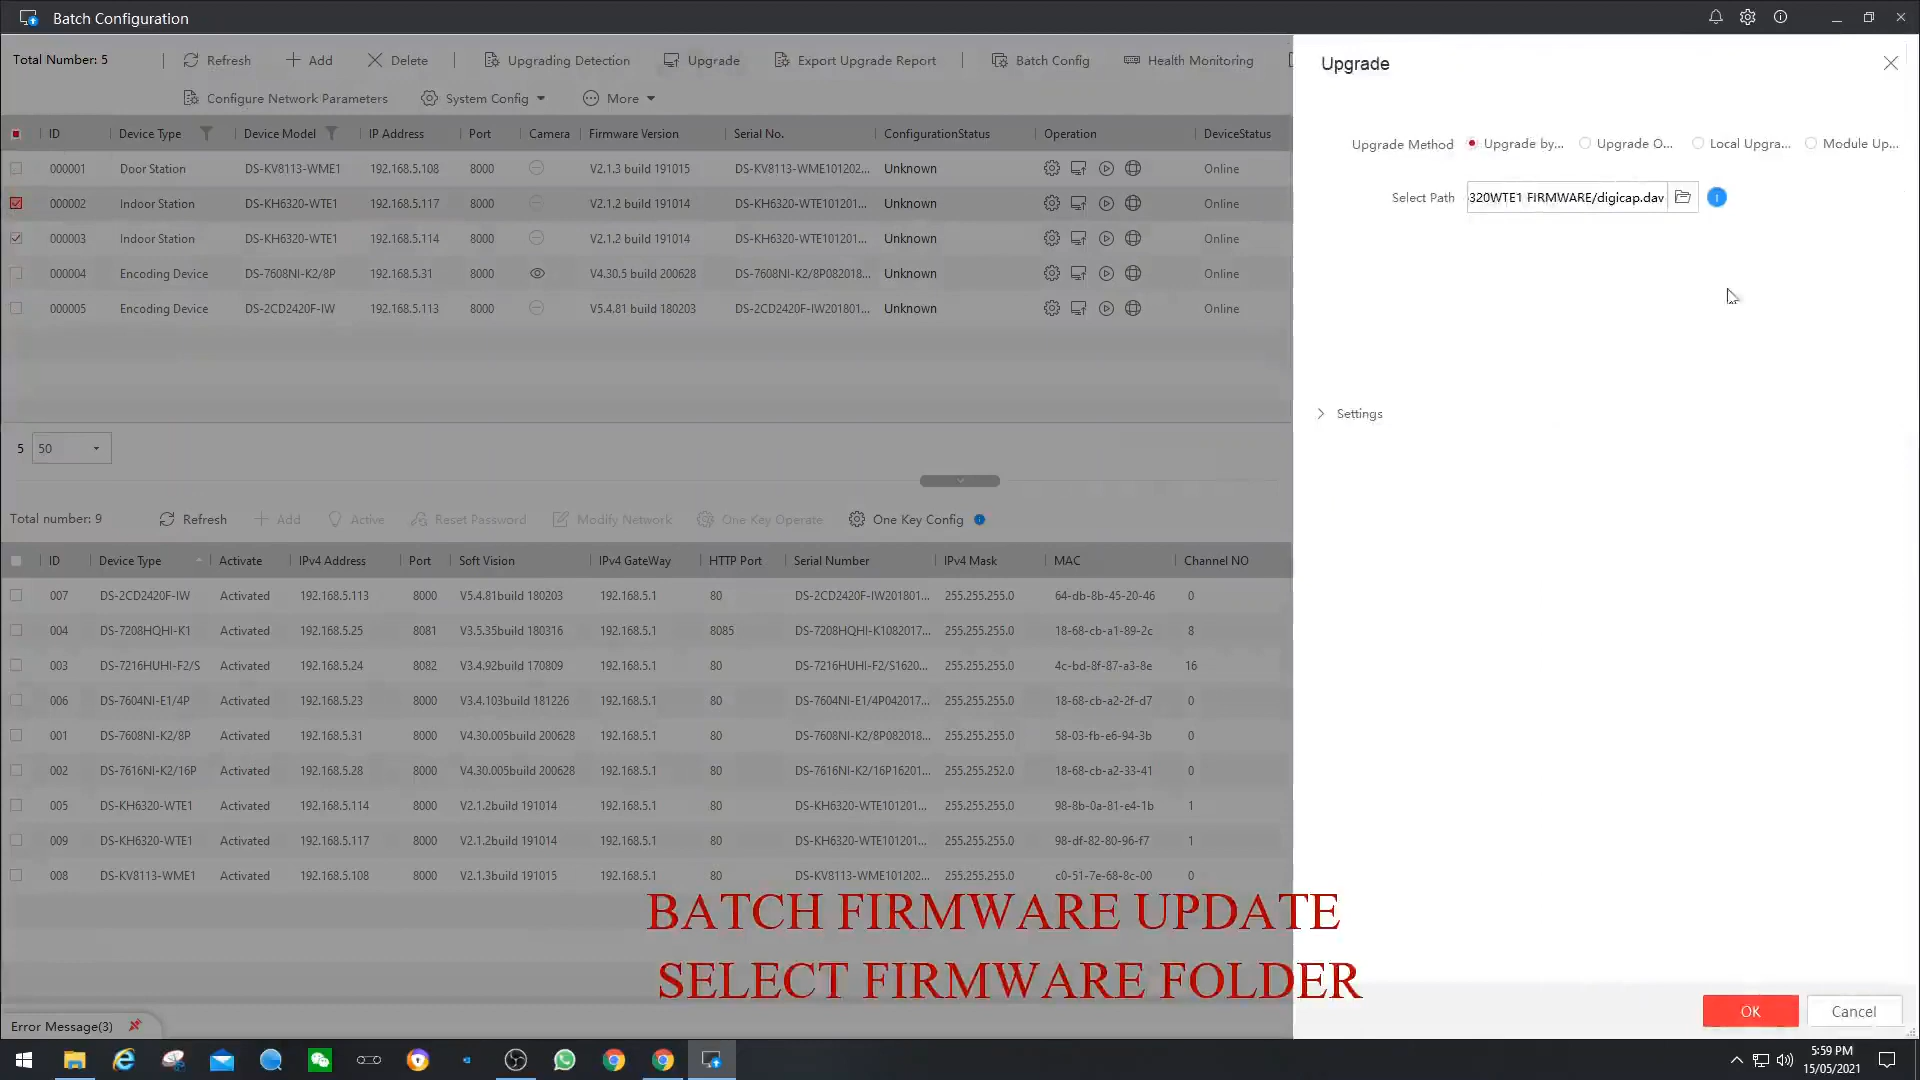 Batch Configuration
Total Number: 5
Refresh
Add
Delete
Upgrading Detection
Upgrade
Export Upgrade Report
Batch Config
Health Monitoring
Configure Network Parameters
System Config
More
ID Device Type Device Model IP Address Port Camera Firmware Version Serial No. ConfigurationStatus Operation DeviceStatus
000001 Door Station DS-KV8113-WME1 192.168.5.108 8000 V2.1.3 build 191015 DS-KV8113-WME101202... Unknown Online
000002 Indoor Station DS-KH6320-WTE1 192.168.5.117 8000 V2.1.2 build 191014 DS-KH6320-WTE101201... Unknown Online
000003 Indoor Station DS-KH6320-WTE1 192.168.5.114 8000 V2.1.2 build 191014 DS-KH6320-WTE101201... Unknown Online
000004 Encoding Device DS-7608NI-K2/8P 192.168.5.31 8000 V4.30.5 build 200628 DS-7608NI-K2/8P082018... Unknown Online
000005 Encoding Device DS-2CD2420F-IW 192.168.5.113 8000 V5.4.81 build 180203 DS-2CD2420F-IW201801... Unknown Online
5 50
Total number: 9
Refresh
Add
Active
Reset Password
Modify Network
One Key Operate
One Key Config
ID Device Type Activate IPv4 Address Port Soft Vision IPv4 GateWay HTTP Port Serial Number IPv4 Mask MAC Channel NO
007 DS-2CD2420F-IW Activated 192.168.5.113 8000 V5.4.81build 180203 192.168.5.1 80 DS-2CD2420F-IW201801... 255.255.255.0 64-db-8b-45-20-46 0
004 DS-7208HQHI-K1 Activated 192.168.5.25 8081 V3.5.35build 180316 192.168.5.1 8085 DS-7208HQHI-K1082017... 255.255.255.0 18-68-cb-a1-89-2c 8
003 DS-7216HUHI-F2/S Activated 192.168.5.24 8082 V3.4.92build 170809 192.168.5.1 80 DS-7216HUHI-F2/S1620... 255.255.255.0 4c-bd-8f-87-a3-8e 16
006 DS-7604NI-E1/4P Activated 192.168.5.23 8000 V3.4.103build 181226 192.168.5.1 80 DS-7604NI-E1/4P042017... 255.255.255.0 18-68-cb-a2-2f-d7 0
001 DS-7608NI-K2/8P Activated 192.168.5.31 8000 V4.30.005build 200628 192.168.5.1 80 DS-7608NI-K2/8P082018... 255.255.255.0 58-03-fb-e6-94-3b 0
002 DS-7616NI-K2/16P Activated 192.168.5.28 8000 V4.30.005build 200628 192.168.5.1 80 DS-7616NI-K2/16P16201... 255.255.252.0 18-68-cb-a2-33-41 0
005 DS-KH6320-WTE1 Activated 192.168.5.114 8000 V2.1.2build 191014 192.168.5.1 80 DS-KH6320-WTE101201... 255.255.255.0 98-8b-0a-81-e4-1b 1
009 DS-KH6320-WTE1 Activated 192.168.5.117 8000 V2.1.2build 191014 192.168.5.1 80 DS-KH6320-WTE101201... 255.255.255.0 98-df-82-80-96-f7 1
008 DS-KV8113-WME1 Activated 192.168.5.108 8000 V2.1.3build 191015 192.168.5.1 80 DS-KV8113-WME101202... 255.255.255.0 c0-51-7e-68-8c-00 0
Error Message(3)
Upgrade
Upgrade Method Upgrade by... Upgrade O... Local Upgra... Module Up...
Select Path 320WTE1 FIRMWARE/digicap.dav
Settings
BATCH FIRMWARE UPDATE
SELECT FIRMWARE FOLDER
OK
Cancel
5:59 PM
15/05/2021